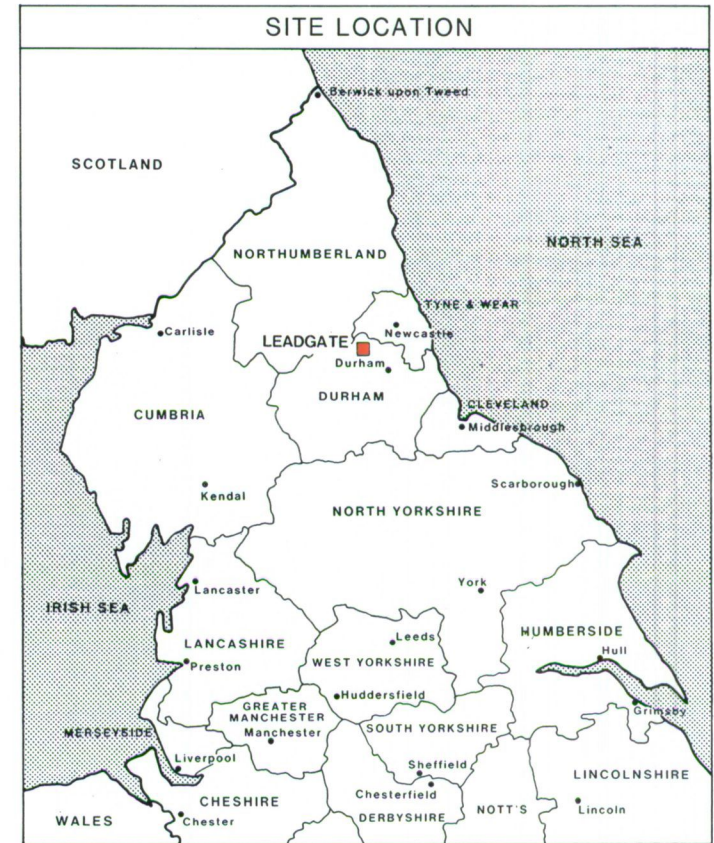 SITE LOCATION
Berwick upon Tweed
SCOTLAND
NORTH SEA
NORTHUMBERLAND
TYNE & WEAR
Carlisle
Newcastle
LEADGATE
Durham
DURHAM
CLEVELAND
CUMBRIA
Middlesbrough
Scarborough
Kendal
NORTH YORKSHIRE
York
Lancaster
IRISH SEA
HUMBERSIDE
Leeds
LANCASHIRE
Hull
WEST YORKSHIRE
Preston
Huddersfield
GREATER
MANCHESTER
Grimsby
SOUTH YORKSHIRE
MERSEYSIDE
Manchester
Liverpool
Sheffield
LINCOLNSHIRE
Chesterfield
CHESHIRE
NOTT'S
Lincoln
WALES
Chester
DERBYSHIRE